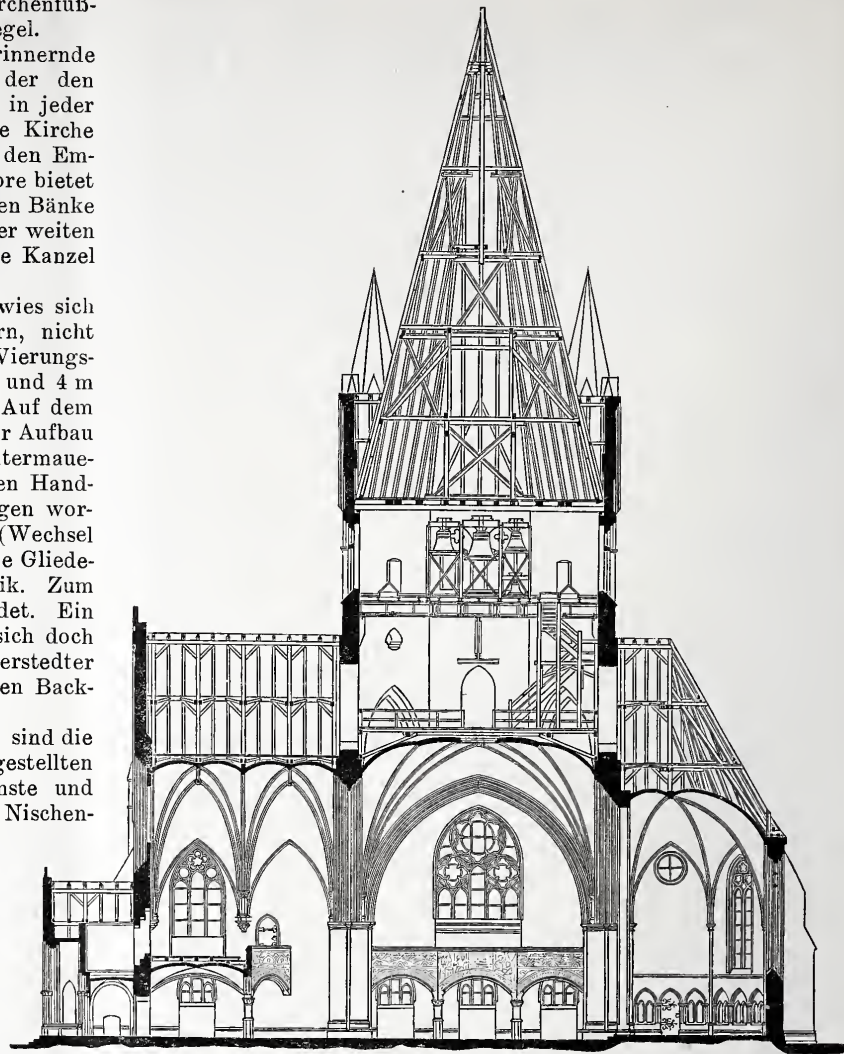 rchenfuß-
egel.
rinnernde
der den
in jeder
e Kirche
den Em-
ore bietet
en Bänke
er weiten
e Kanzel
wies sich
rn, nicht
Vierungs-
und 4 m
Auf dem
r Aufbau
termaue-
en Hand-
gen wor-
(Wechsel
e Gliede-
ik. Zum
det. Ein
sich doch
erstedter
en Back-
sind die
gestellten
nste und
Nischen-